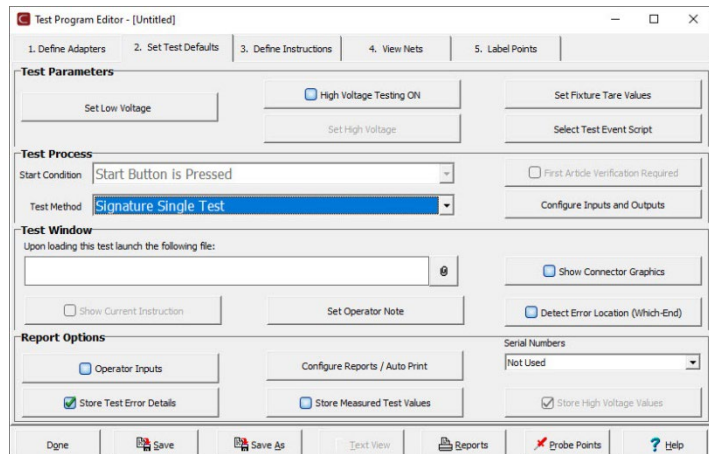 Test Program Editor - [Untitled]
1. Define Adapters
2. Set Test Defaults
3. Define Instructions
4. View Nets
5. Label Points
Test Parameters
Set Low Voltage
High Voltage Testing ON
Set Fixture Tare Values
Set High Voltage
Select Test Event Script
Test Process
Start Condition
Start Button is Pressed
First Article Verification Required
Test Method
Signature Single Test
Configure Inputs and Outputs
Test Window
Upon loading this test launch the following file:
Show Connector Graphics
Show Current Instruction
Set Operator Note
Detect Error Location (Which-End)
Report Options
Serial Numbers
Operator Inputs
Configure Reports / Auto Print
Not Used
Store Test Error Details
Store Measured Test Values
Store High Voltage Values
Done
Save
Save As
Text View
Reports
Probe Points
Help